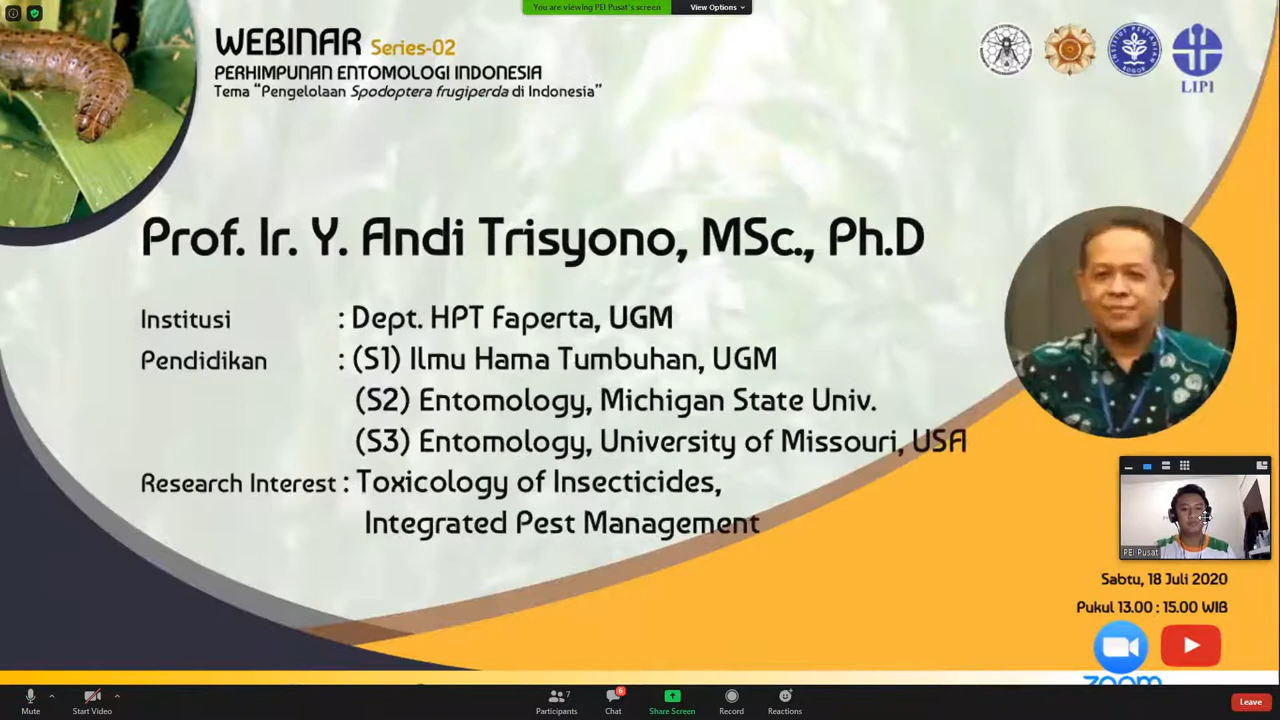 You are viewing PEI Pusat's screen
View Options
WEBINAR Series-02
PERHIMPUNAN ENTOMOLOGI INDONESIA
Tema “Pengelolaan Spodoptera frugiperda di Indonesia”
LIPI
Prof. Ir. Y. Andi Trisyono, MSc., Ph.D
Institusi : Dept. HPT Faperta, UGM
Pendidikan : (S1) Ilmu Hama Tumbuhan, UGM
(S2) Entomology, Michigan State Univ.
(S3) Entomology, University of Missouri, USA
Research Interest : Toxicology of Insecticides,
Integrated Pest Management
PEI Pusat
Sabtu, 18 Juli 2020
Pukul 13.00 : 15.00 WIB
zoom
Mute
Start Video
Participants 7
Chat 6
Share Screen
Record
Reactions
Leave